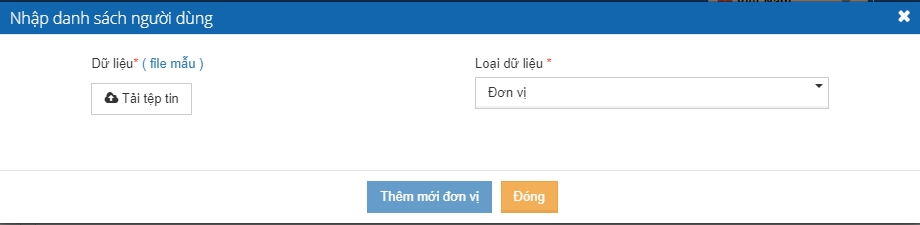 Nhập danh sách người dùng
Dữ liệu* ( file mẫu )
Loại dữ liệu *
Tải tệp tin
Đơn vị
Thêm mới đơn vị
Đóng